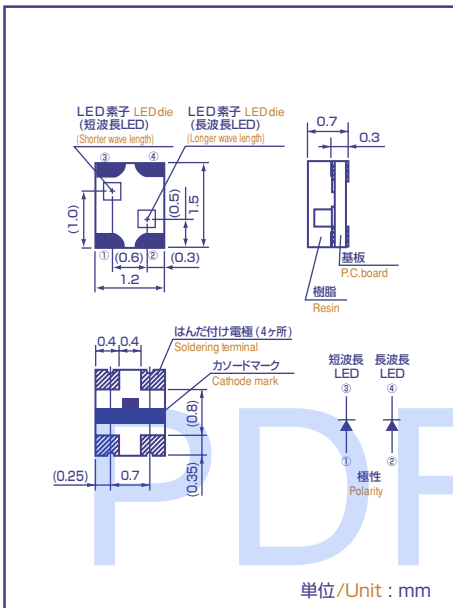 LED素子 LED die
(短波長LED)
(Shorter wave length)
LED素子 LED die
(長波長LED)
(Longer wave length)
③ ④
(1.0)
(0.5)
1.5
① (0.6) ② (0.3)
1.2
0.7
0.3
基板
P.C.board
樹脂
Resin
0.4 0.4
はんだ付け電極(4ヶ所)
Soldering terminal
カソードマーク
Cathode mark
(0.8)
(0.35)
(0.25) 0.7
短波長 長波長
LED LED
③ ④
① ②
極性
Polarity
PDF
単位/Unit : mm